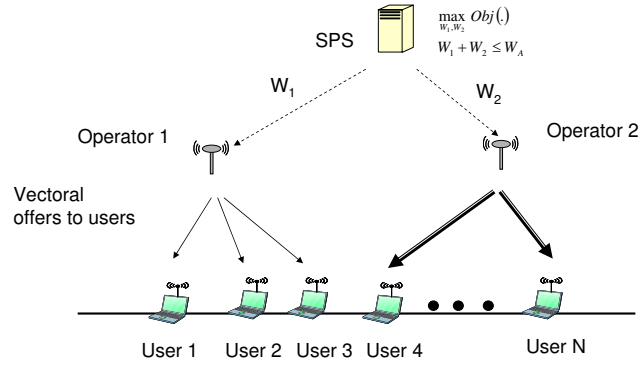 SPS
max Obj(.)
W₁,W₂
W₁ + W₂ ≤ W_A
W₁
W₂
Operator 1
Operator 2
Vectoral
offers to users
User 1
User 2
User 3
User 4
User N